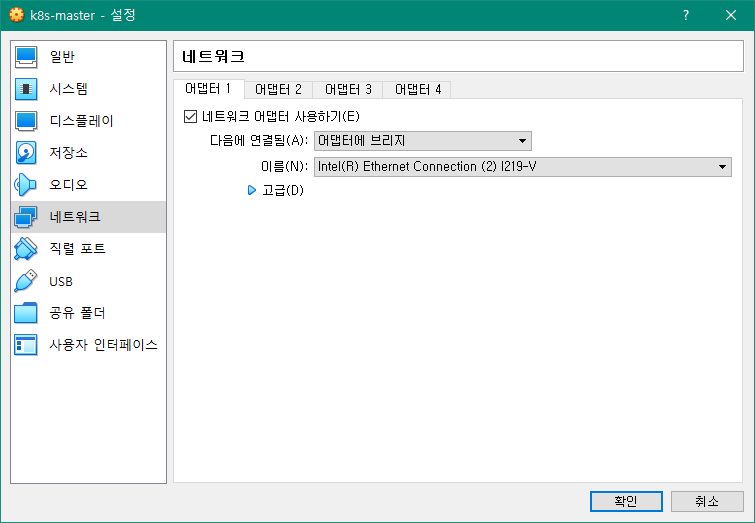 k8s-master - 설정
일반
시스템
디스플레이
저장소
오디오
네트워크
직렬 포트
USB
공유 폴더
사용자 인터페이스
네트워크
어댑터 1 어댑터 2 어댑터 3 어댑터 4
네트워크 어댑터 사용하기(E)
다음에 연결됨(A): 어댑터에 브리지
이름(N): Intel(R) Ethernet Connection (2) I219-V
고급(D)
확인 취소